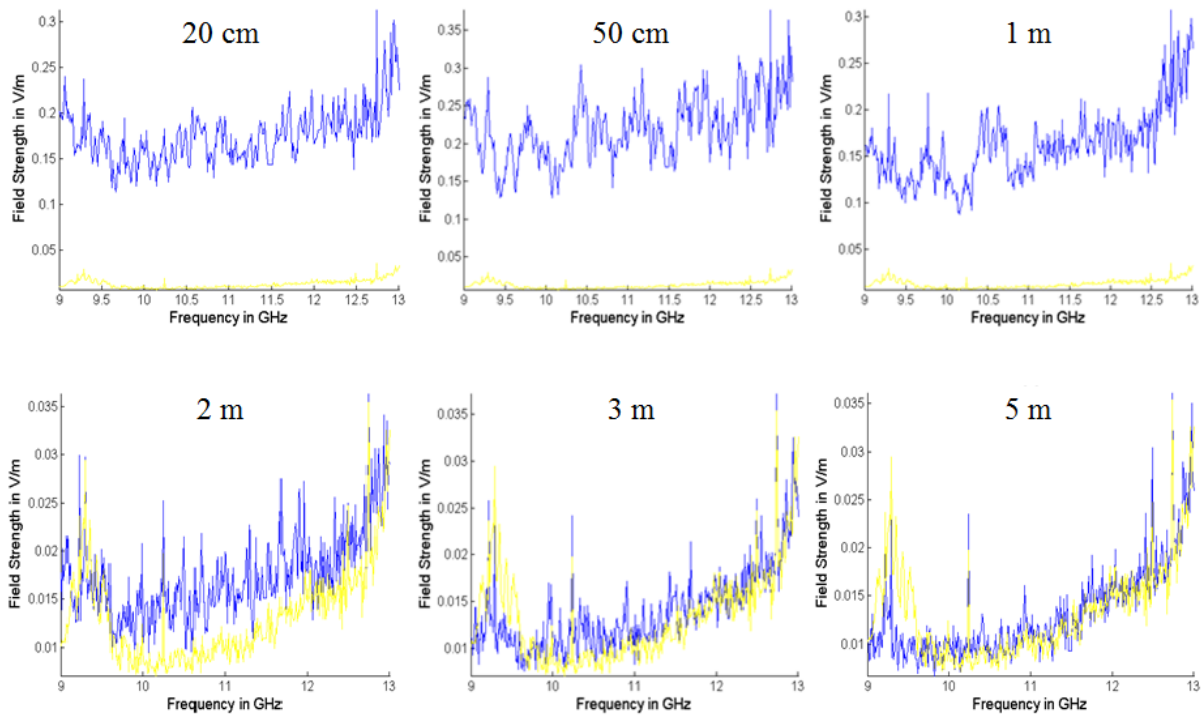 20 cm
Field Strength in V/m
0.3
0.25
0.2
0.15
0.1
0.05
9 9.5 10 10.5 11 11.5 12 12.5 13
Frequency in GHz
50 cm
Field Strength in V/m
0.35
0.3
0.25
0.2
0.15
0.1
0.05
9 9.5 10 10.5 11 11.5 12 12.5 13
Frequency in GHz
1 m
Field Strength in V/m
0.3
0.25
0.2
0.15
0.1
0.05
9 9.5 10 10.5 11 11.5 12 12.5 13
Frequency in GHz
2 m
Field Strength in V/m
0.035
0.03
0.025
0.02
0.015
0.01
9 10 11 12 13
Frequency in GHz
3 m
Field Strength in V/m
0.035
0.03
0.025
0.02
0.015
0.01
9 10 11 12 13
Frequency in GHz
5 m
Field Strength in V/m
0.035
0.03
0.025
0.02
0.015
0.01
9 10 11 12 13
Frequency in GHz